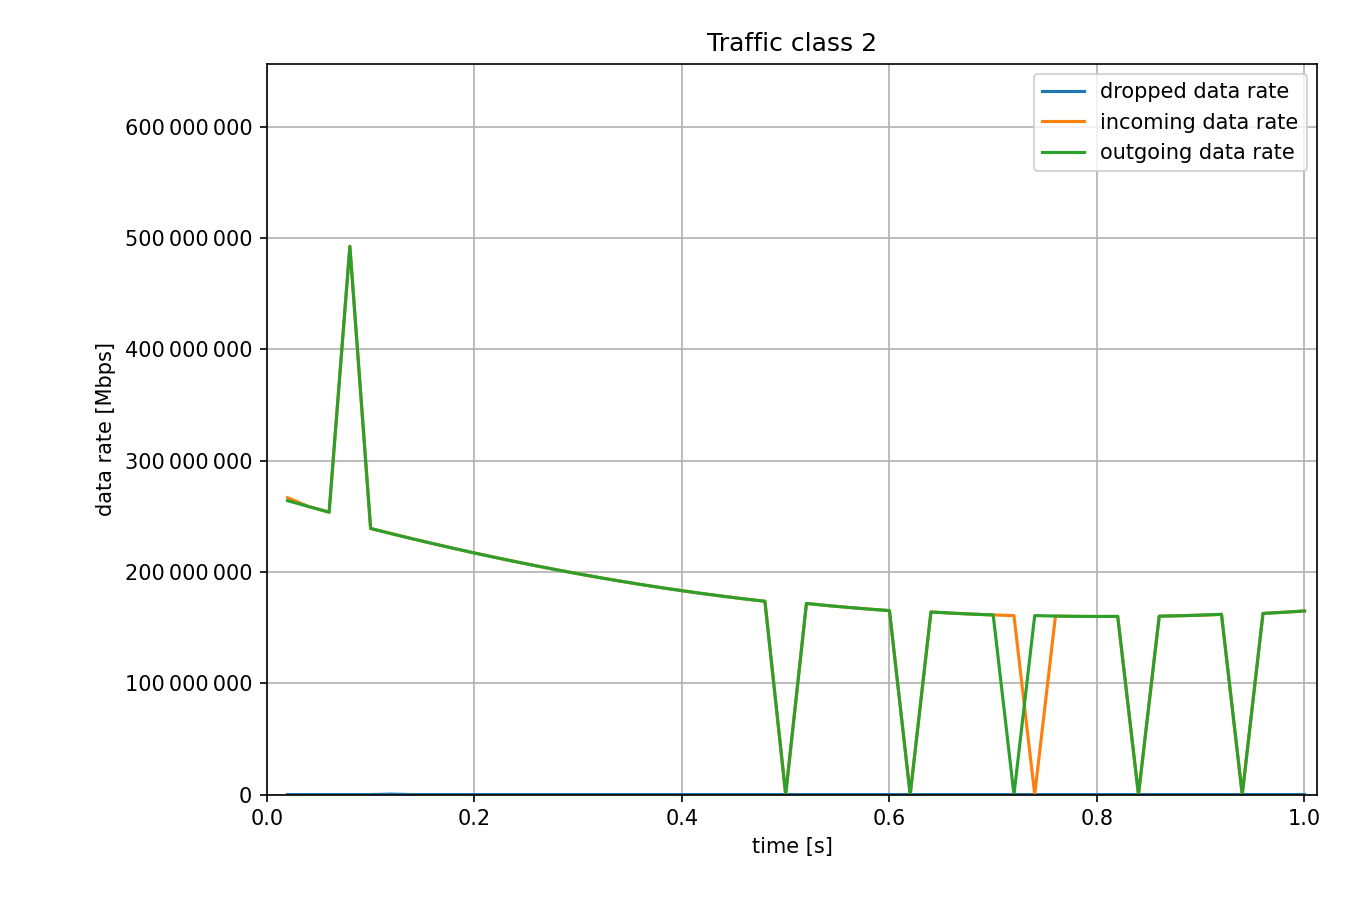 Traffic class 2
dropped data rate
incoming data rate
outgoing data rate
data rate [Mbps]
600 000 000
500 000 000
400 000 000
300 000 000
200 000 000
100 000 000
0
0.0 0.2 0.4 0.6 0.8 1.0
time [s]